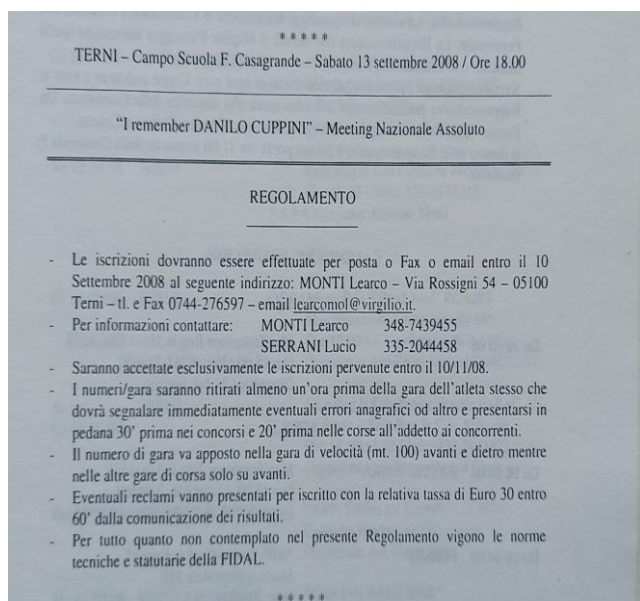 * * * * *
TERNI – Campo Scuola F. Casagrande – Sabato 13 settembre 2008 / Ore 18.00
“I remember DANILO CUPPINI” – Meeting Nazionale Assoluto
REGOLAMENTO
- Le iscrizioni dovranno essere effettuate per posta o Fax o email entro il 10
Settembre 2008 al seguente indirizzo: MONTI Learco – Via Rossigni 54 – 05100
Terni – tl. e Fax 0744-276597 – email learcomol@virgilio.it.
- Per informazioni contattare: MONTI Learco 348-7439455
SERRANI Lucio 335-2044458
- Saranno accettate esclusivamente le iscrizioni pervenute entro il 10/11/08.
- I numeri/gara saranno ritirati almeno un'ora prima della gara dell'atleta stesso che
dovrà segnalare immediatamente eventuali errori anagrafici od altro e presentarsi in
pedana 30’ prima nei concorsi e 20’ prima nelle corse all'addetto ai concorrenti.
- Il numero di gara va apposto nella gara di velocità (mt. 100) avanti e dietro mentre
nelle altre gare di corsa solo su avanti.
- Eventuali reclami vanno presentati per iscritto con la relativa tassa di Euro 30 entro
60’ dalla comunicazione dei risultati.
- Per tutto quanto non contemplato nel presente Regolamento vigono le norme
tecniche e statutarie della FIDAL.
* * * * *